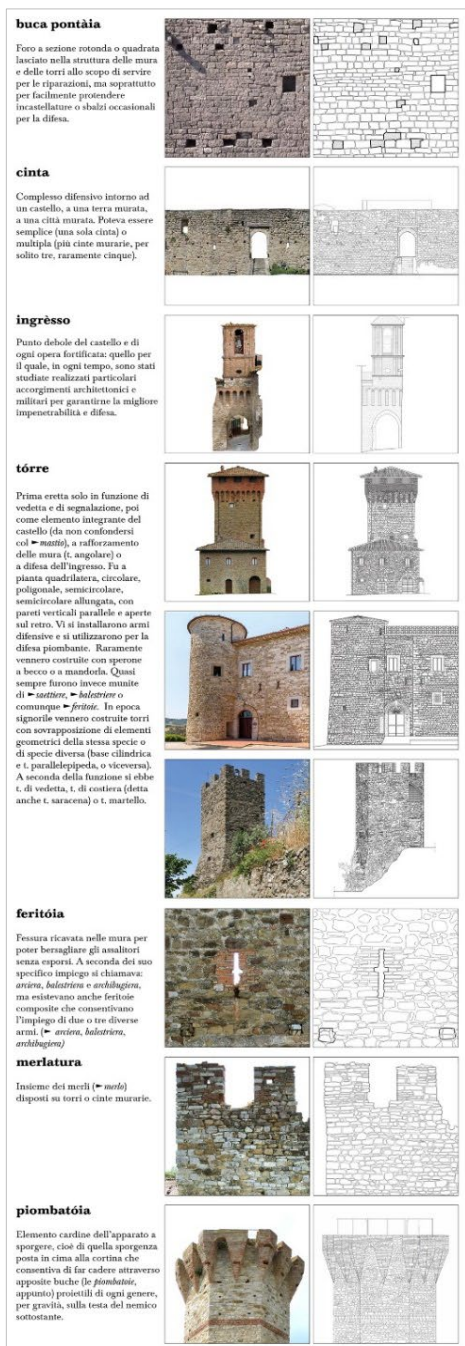 buca pontàia
Foro a sezione rotonda o quadrata
lasciato nella struttura delle mura
e delle torri allo scopo di servire
per le riparazioni, ma soprattutto
per facilmente protendere
incastellature o sbalzi occasionali
per la difesa.
cinta
Complesso difensivo intorno ad
un castello, a una terra murata,
a una città murata. Poteva essere
semplice (una sola cinta) o
multipla (più cinte murarie, per
solito tre, raramente cinque).
ingrèsso
Punto debole del castello e di
ogni opera fortificata: quello per
il quale, in ogni tempo, sono stati
studiate realizzati particolari
accorgimenti architettonici e
militari per garantirne la migliore
impenetrabilità e difesa.
tórre
Prima eretta solo in funzione di
vedetta e di segnalazione, poi
come elemento integrante del
castello (da non confondersi
col ►mastio), a rafforzamento
delle mura (t. angolare) o
a difesa dell'ingresso. Fu a
pianta quadrilatera, circolare,
poligonale, semicircolare,
semicircolare allungata, con
pareti verticali parallele e aperte
sul retro. Vi si installarono armi
difensive e si utilizzarono per la
difesa piombante. Raramente
vennero costruite con sperone
a becco o a mandorla. Quasi
sempre furono invece munite
di ►saettiere, ►balestriere o
comunque ►feritoie. In epoca
signorile vennero costruite torri
con sovrapposizione di elementi
geometrici della stessa specie o
di specie diversa (base cilindrica
e t. parallelepipeda, o viceversa).
A seconda della funzione si ebbe
t. di vedetta, t. di costiera (detta
anche t. saracena) o t. martello.
feritóia
Fessura ricavata nelle mura per
poter bersagliare gli assalitori
senza esporsi. A seconda dei suo
specifico impiego si chiamava:
arciera, balestriera e archibugiera,
ma esistevano anche feritoie
composite che consentivano
l'impiego di due o tre diverse
armi. (► arciera, balestriera,
archibugiera)
merlatura
Insieme dei merli (►merlo)
disposti su torri o cinte murarie.
piombatóia
Elemento cardine dell'apparato a
sporgere, cioè di quella sporgenza
posta in cima alla cortina che
consentiva di far cadere attraverso
apposite buche (le piombatoie,
appunto) proiettili di ogni genere,
per gravità, sulla testa del nemico
sottostante.